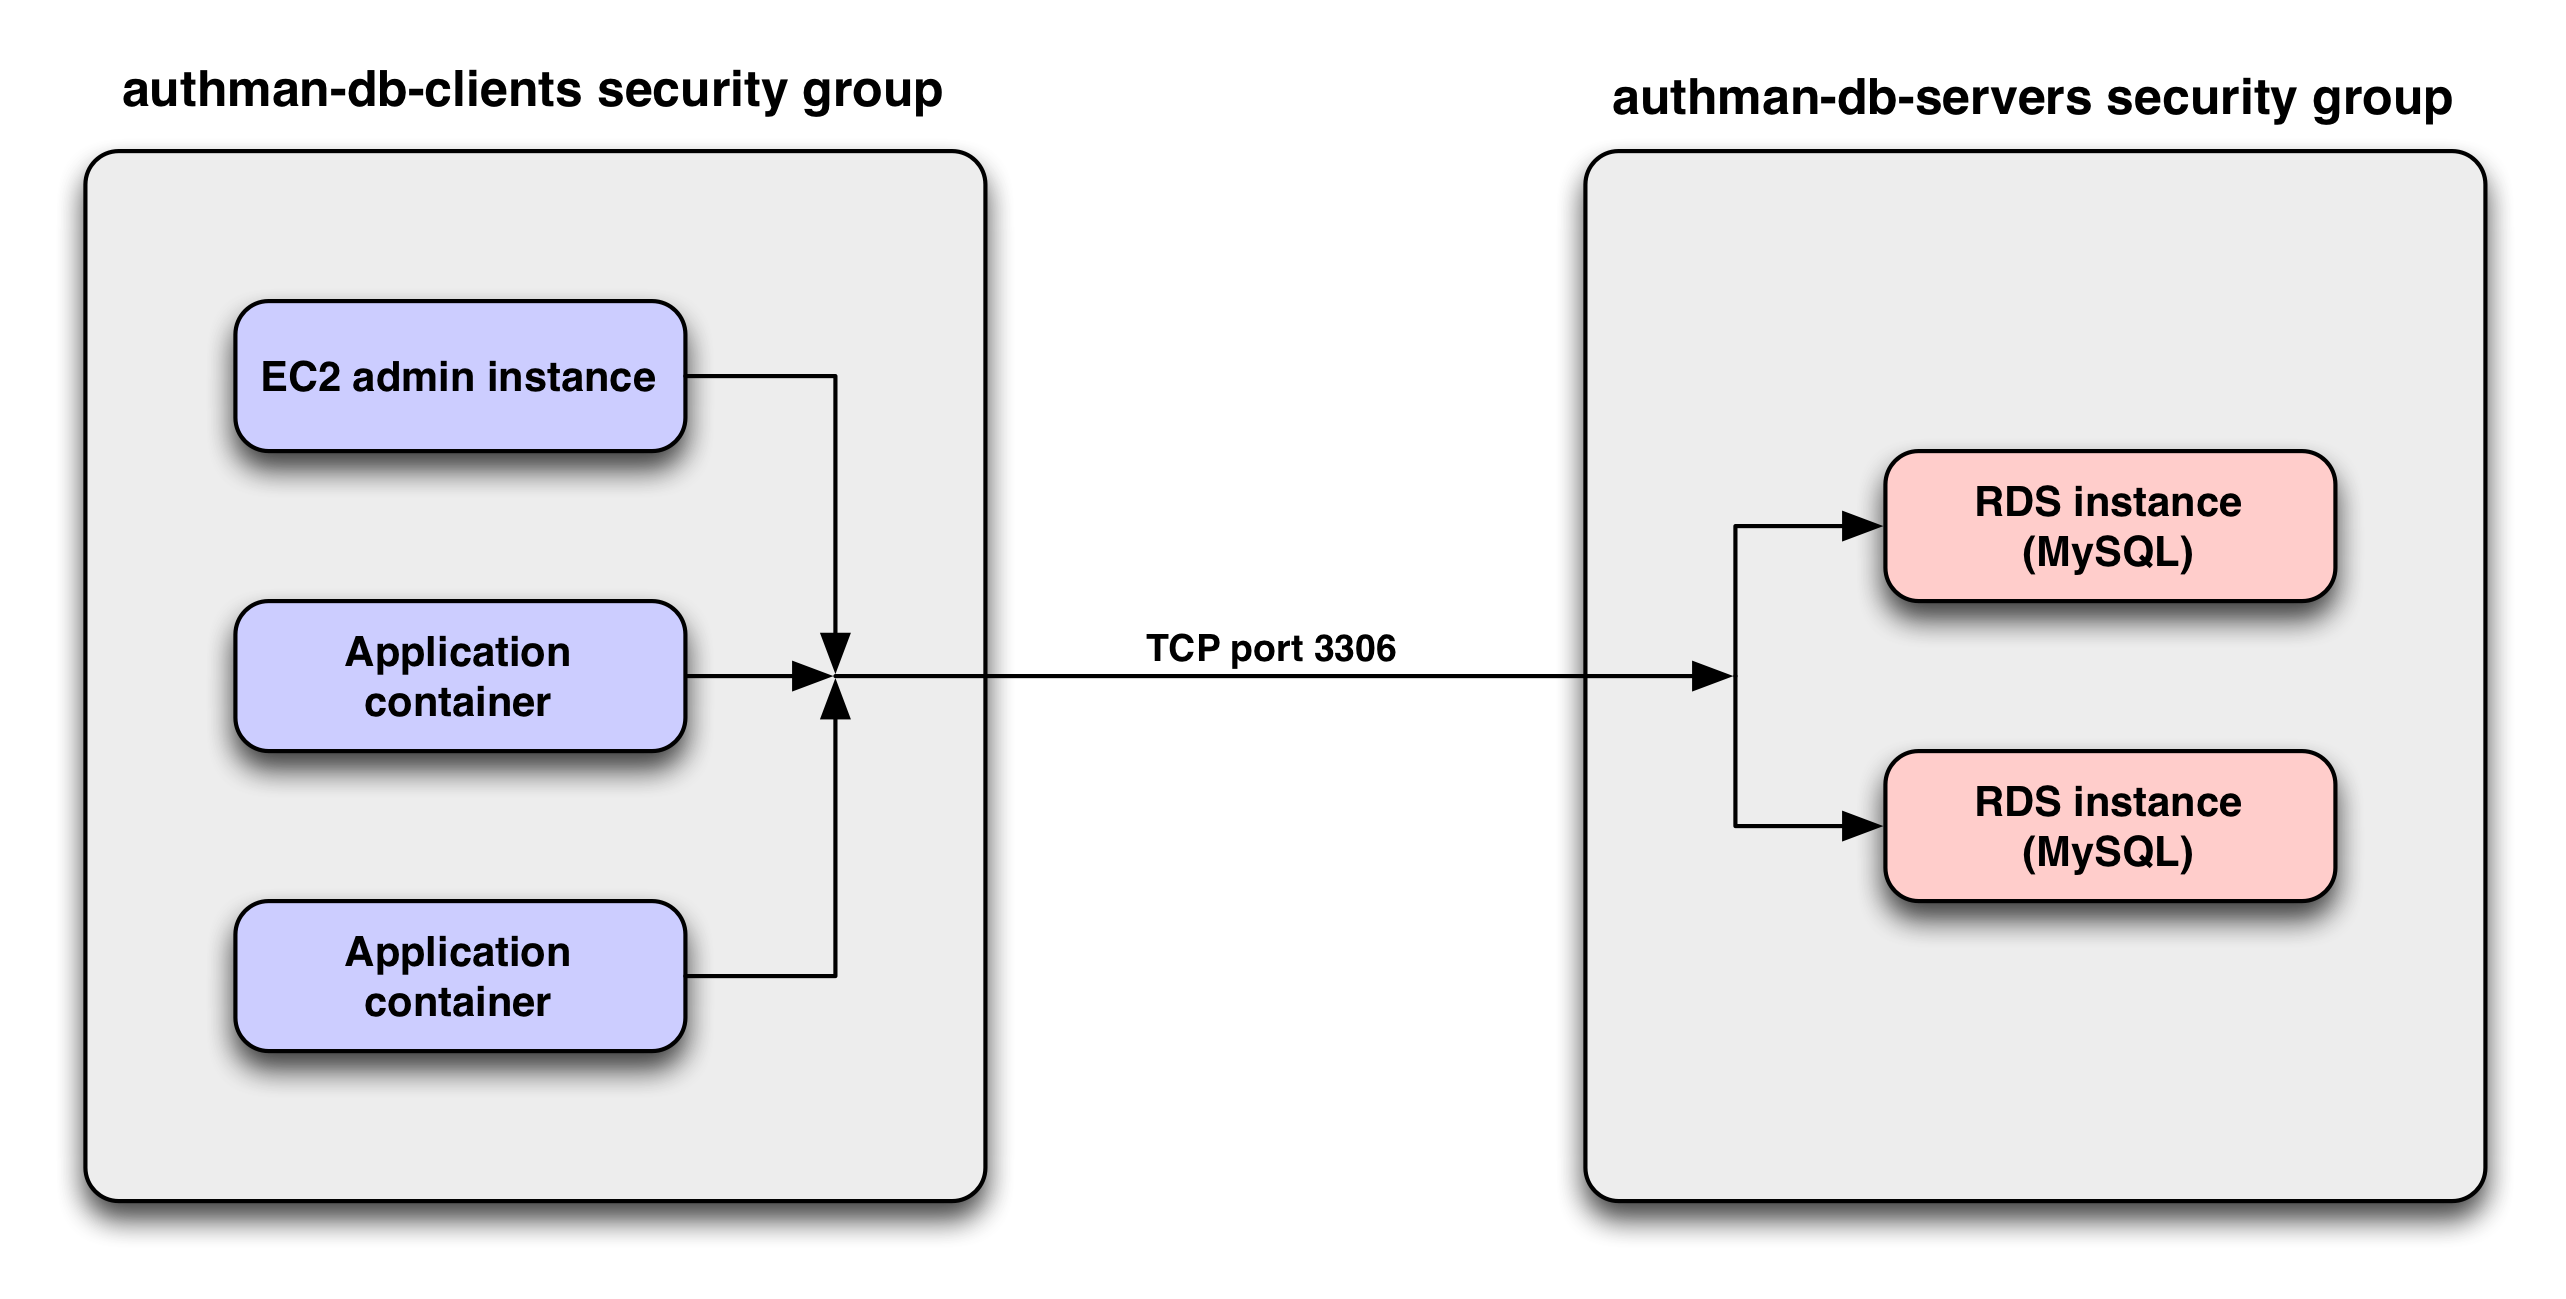 authman-db-clients security group
authman-db-servers security group
EC2 admin instance
Application
container
Application
container
TCP port 3306
RDS instance
(MySQL)
RDS instance
(MySQL)